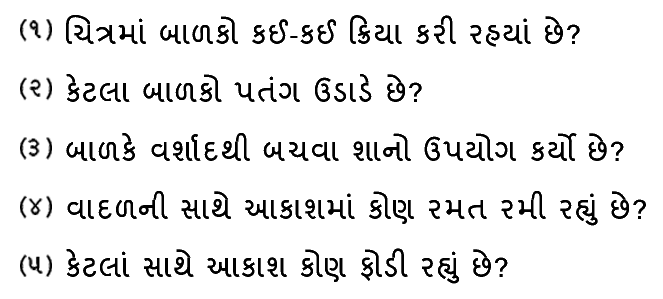 (૧) ચિત્રમાં બાળકો કઈ-કઈ ક્રિયા કરી રહયાં છે?
(૨) કેટલા બાળકો પતંગ ઉડાડે છે?
(૩) બાળકે વર્શાદથી બચવા શાનો ઉપયોગ કર્યો છે?
(૪) વાદળની સાથે આકાશમાં કોણ રમત રમી રહ્યું છે?
(૫) કેટલાં સાથે આકાશ કોણ ફોડી રહ્યું છે?